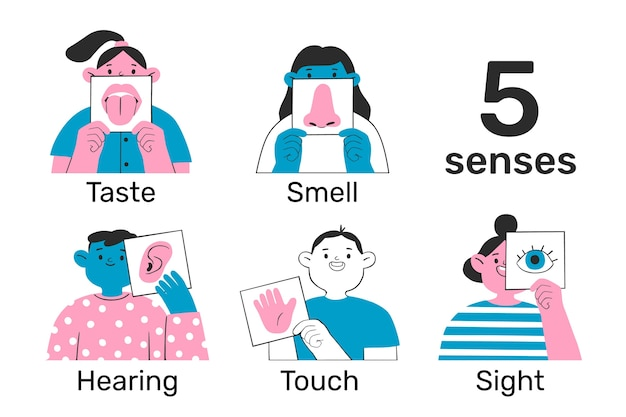 5
senses
Taste
Smell
Hearing
Touch
Sight